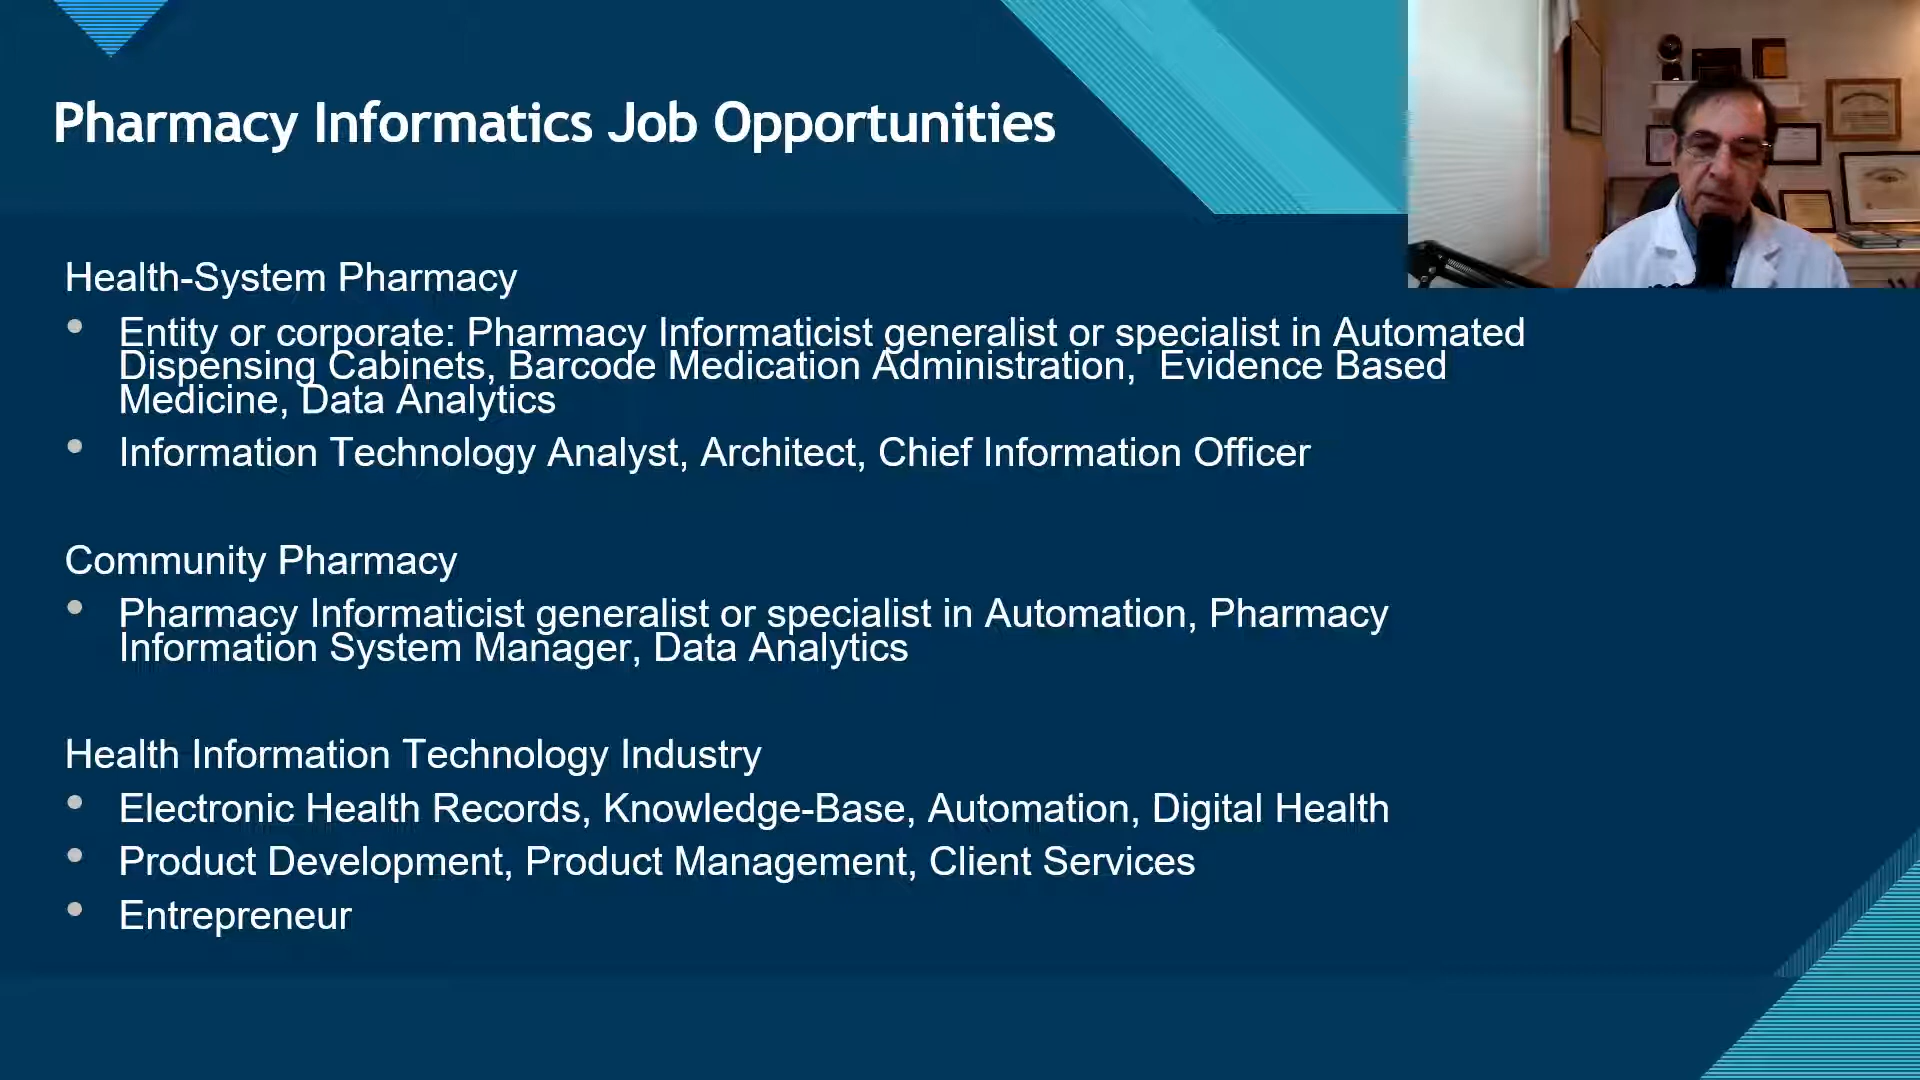 Pharmacy Informatics Job Opportunities
Health-System Pharmacy
• Entity or corporate: Pharmacy Informaticist generalist or specialist in Automated
Dispensing Cabinets, Barcode Medication Administration, Evidence Based
Medicine, Data Analytics
• Information Technology Analyst, Architect, Chief Information Officer
Community Pharmacy
• Pharmacy Informaticist generalist or specialist in Automation, Pharmacy
Information System Manager, Data Analytics
Health Information Technology Industry
• Electronic Health Records, Knowledge-Base, Automation, Digital Health
• Product Development, Product Management, Client Services
• Entrepreneur